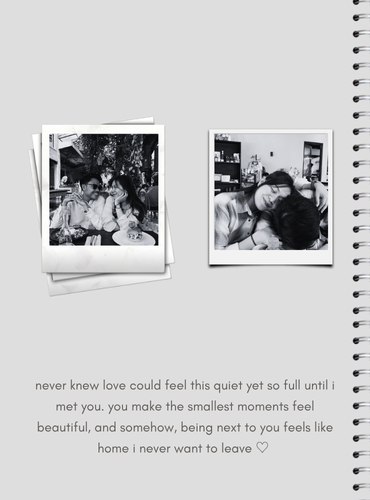 never knew love could feel this quiet yet so full until i
met you. you make the smallest moments feel
beautiful, and somehow, being next to you feels like
home i never want to leave ♡